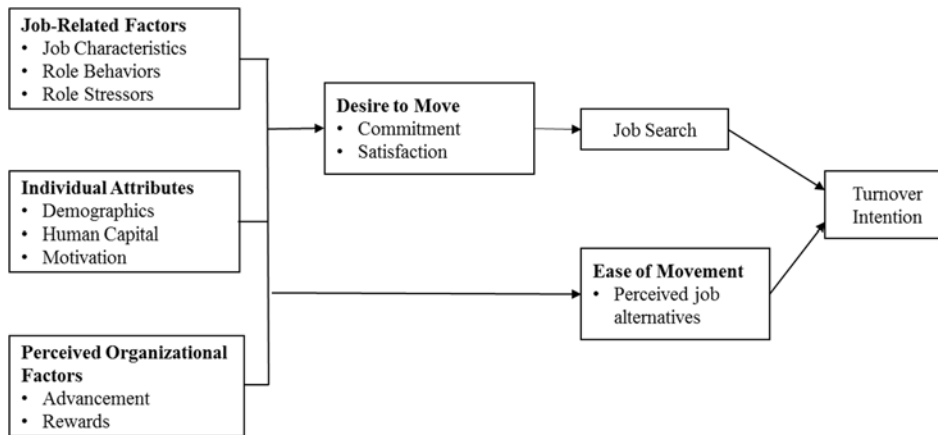 Job-Related Factors
• Job Characteristics
• Role Behaviors
• Role Stressors
Desire to Move
• Commitment
• Satisfaction
Job Search
Individual Attributes
• Demographics
• Human Capital
• Motivation
Turnover
Intention
Ease of Movement
• Perceived job
alternatives
Perceived Organizational
Factors
• Advancement
• Rewards